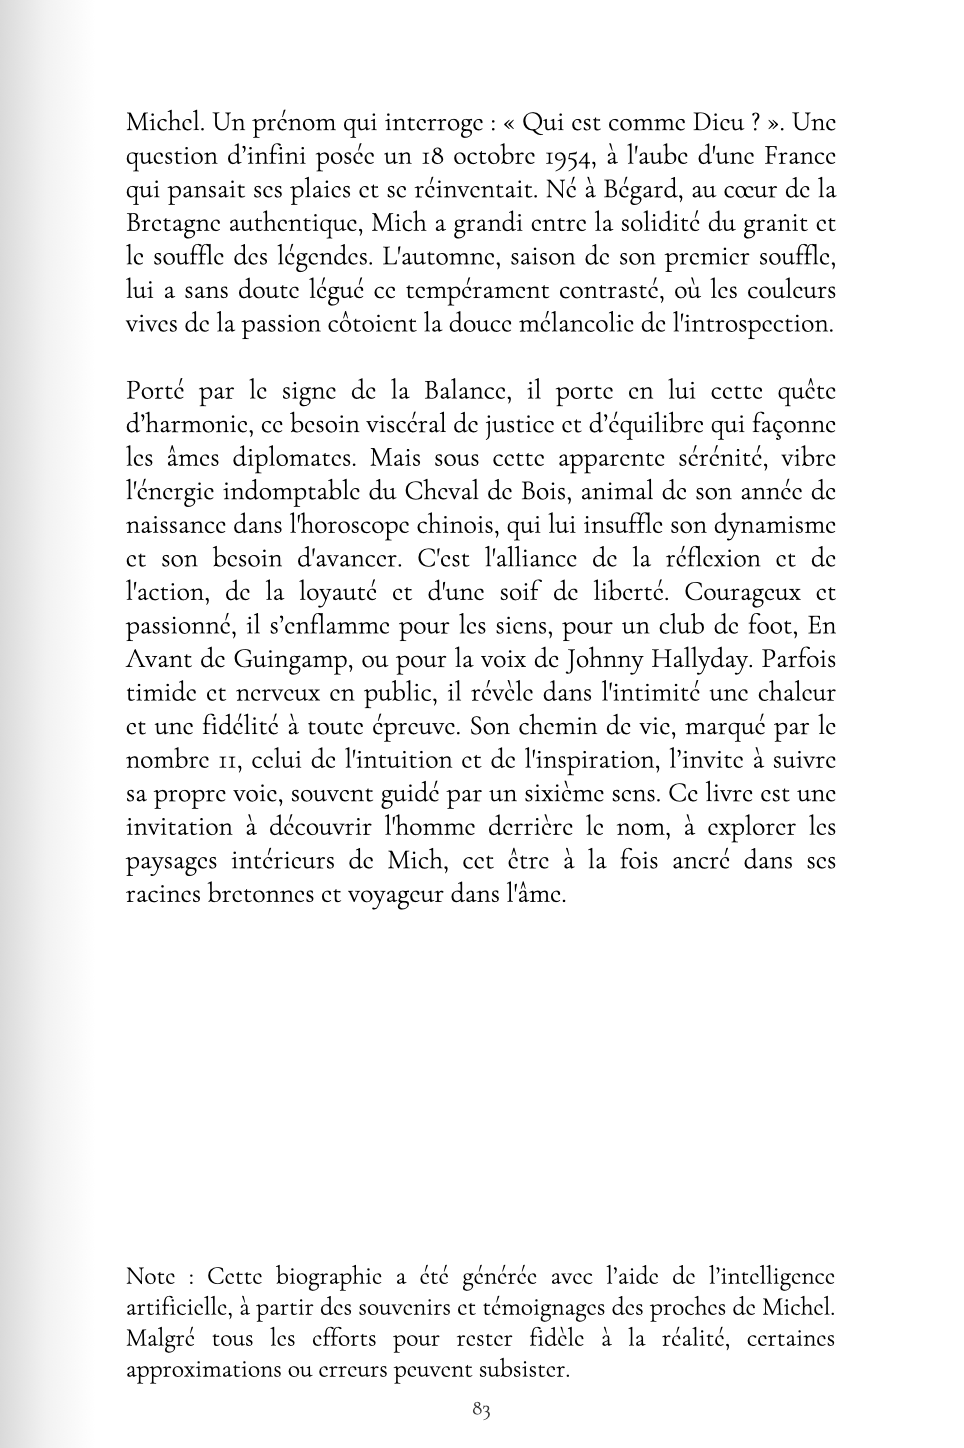 Michel. Un prénom qui interroge : « Qui est comme Dieu ? ». Une
question d’infini posée un 18 octobre 1954, à l'aube d'une France
qui pansait ses plaies et se réinventait. Né à Bégard, au cœur de la
Bretagne authentique, Mich a grandi entre la solidité du granit et
le souffle des légendes. L'automne, saison de son premier souffle,
lui a sans doute légué ce tempérament contrasté, où les couleurs
vives de la passion côtoient la douce mélancolie de l'introspection.

Porté par le signe de la Balance, il porte en lui cette quête
d’harmonie, ce besoin viscéral de justice et d’équilibre qui façonne
les âmes diplomates. Mais sous cette apparente sérénité, vibre
l'énergie indomptable du Cheval de Bois, animal de son année de
naissance dans l'horoscope chinois, qui lui insuffle son dynamisme
et son besoin d'avancer. C'est l'alliance de la réflexion et de
l'action, de la loyauté et d'une soif de liberté. Courageux et
passionné, il s’enflamme pour les siens, pour un club de foot, En
Avant de Guingamp, ou pour la voix de Johnny Hallyday. Parfois
timide et nerveux en public, il révèle dans l'intimité une chaleur
et une fidélité à toute épreuve. Son chemin de vie, marqué par le
nombre 11, celui de l'intuition et de l'inspiration, l’invite à suivre
sa propre voie, souvent guidé par un sixième sens. Ce livre est une
invitation à découvrir l'homme derrière le nom, à explorer les
paysages intérieurs de Mich, cet être à la fois ancré dans ses
racines bretonnes et voyageur dans l'âme.

Note : Cette biographie a été générée avec l’aide de l’intelligence
artificielle, à partir des souvenirs et témoignages des proches de Michel.
Malgré tous les efforts pour rester fidèle à la réalité, certaines
approximations ou erreurs peuvent subsister.
83